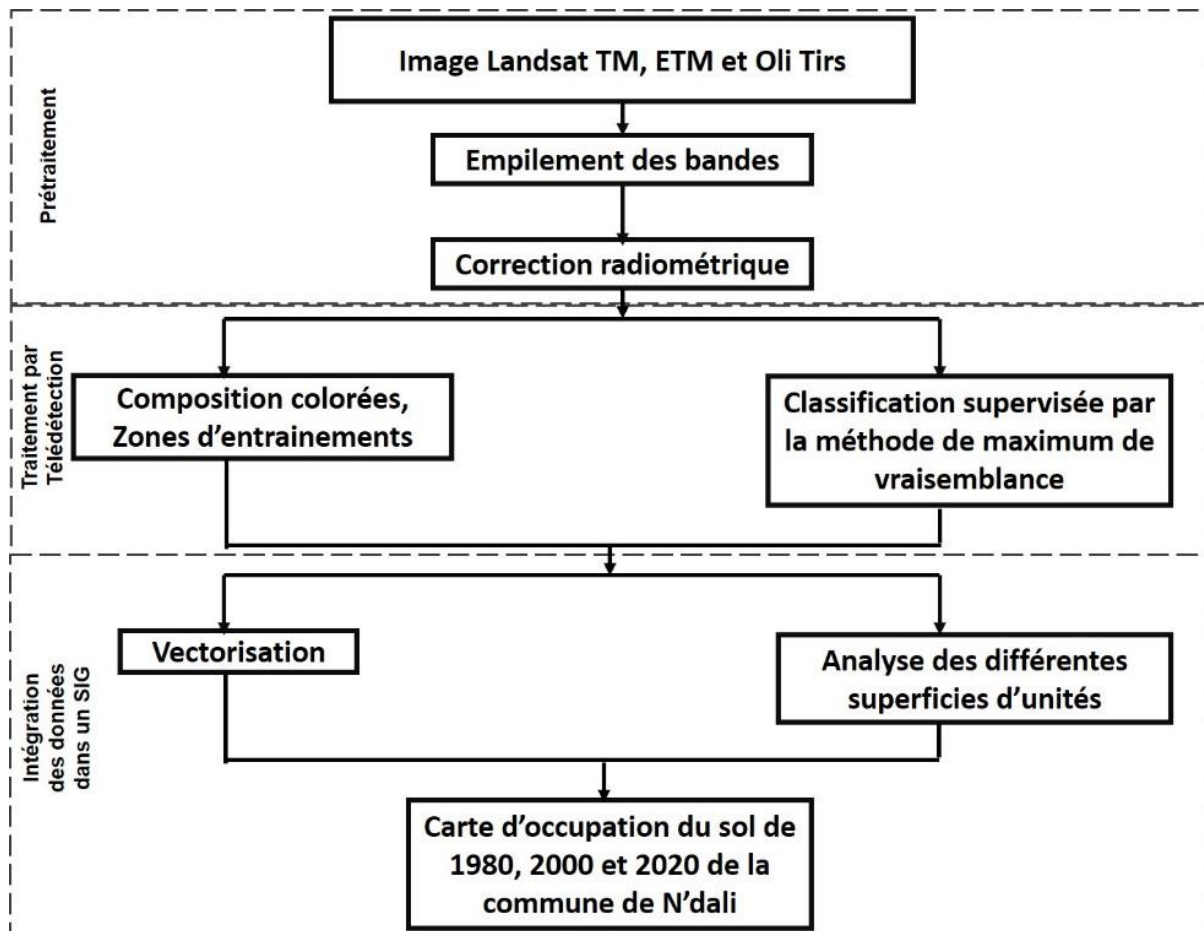 Prétraitement
Image Landsat TM, ETM et Oli Tirs
Empilement des bandes
Correction radiométrique
Traitement par
Télédétection
Composition colorées,
Zones d’entrainements
Classification supervisée par
la méthode de maximum de
vraisemblance
Intégration
des données
dans un SIG
Vectorisation
Analyse des différentes
superficies d’unités
Carte d’occupation du sol de
1980, 2000 et 2020 de la
commune de N’dali